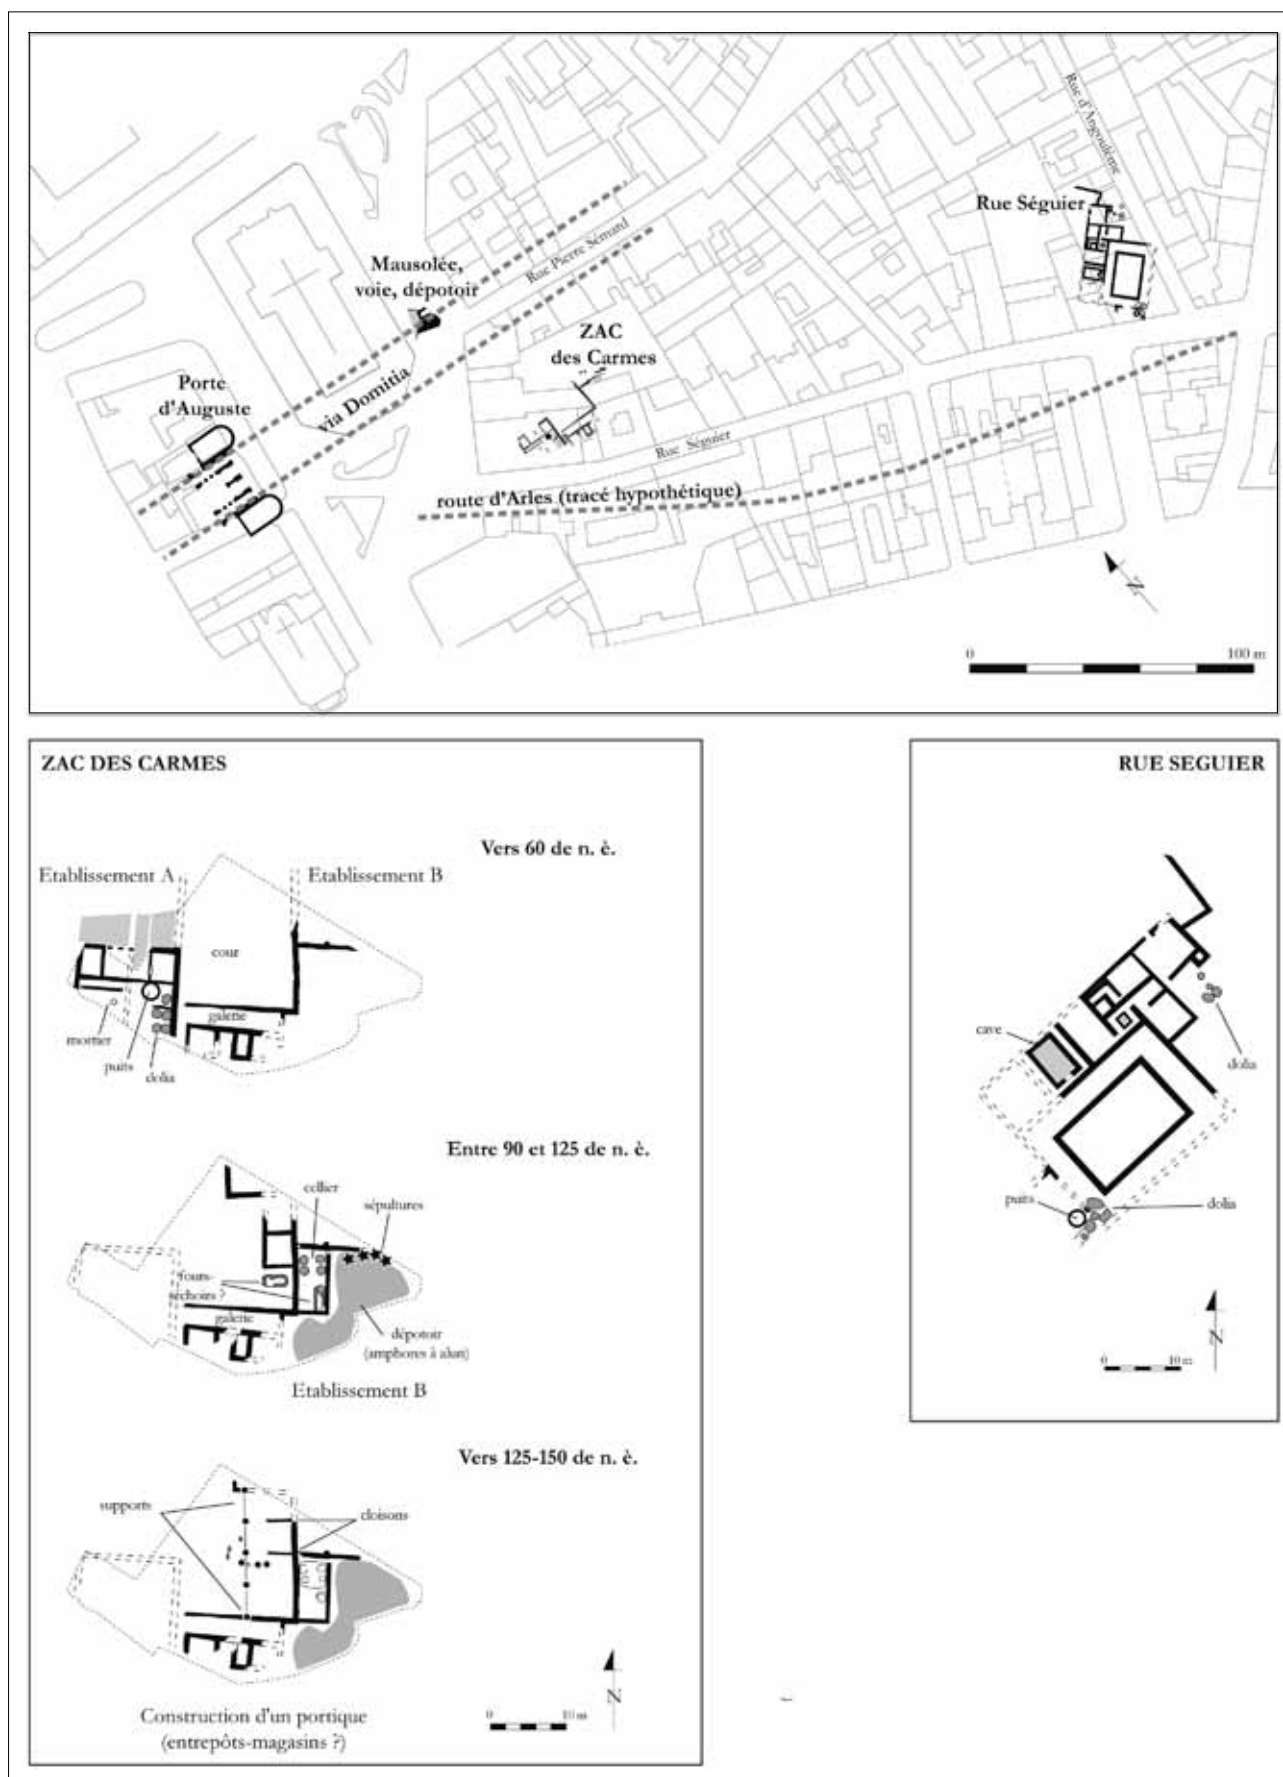 Rue d'Angoulême
Rue Séguier
Rue Pierre Sémard
Mausolée,
voie, dépotoir
ZAC
des Carmes
Porte
d'Auguste
via Domitia
Rue Séguier
route d'Arles (tracé hypothétique)
N
0 100 m
ZAC DES CARMES
Vers 60 de n. è.
Etablissement A
Etablissement B
cour
galerie
mortier
puits
dolia
Entre 90 et 125 de n. è.
cellier
sépultures
fours-
séchoirs ?
galerie
dépotoir
(amphores à alun)
Etablissement B
Vers 125-150 de n. è.
supports
cloisons
Construction d'un portique
(entrepôts-magasins ?)
0 10 m
N
RUE SEGUIER
cave
dolia
puits
dolia
0 10 m
N